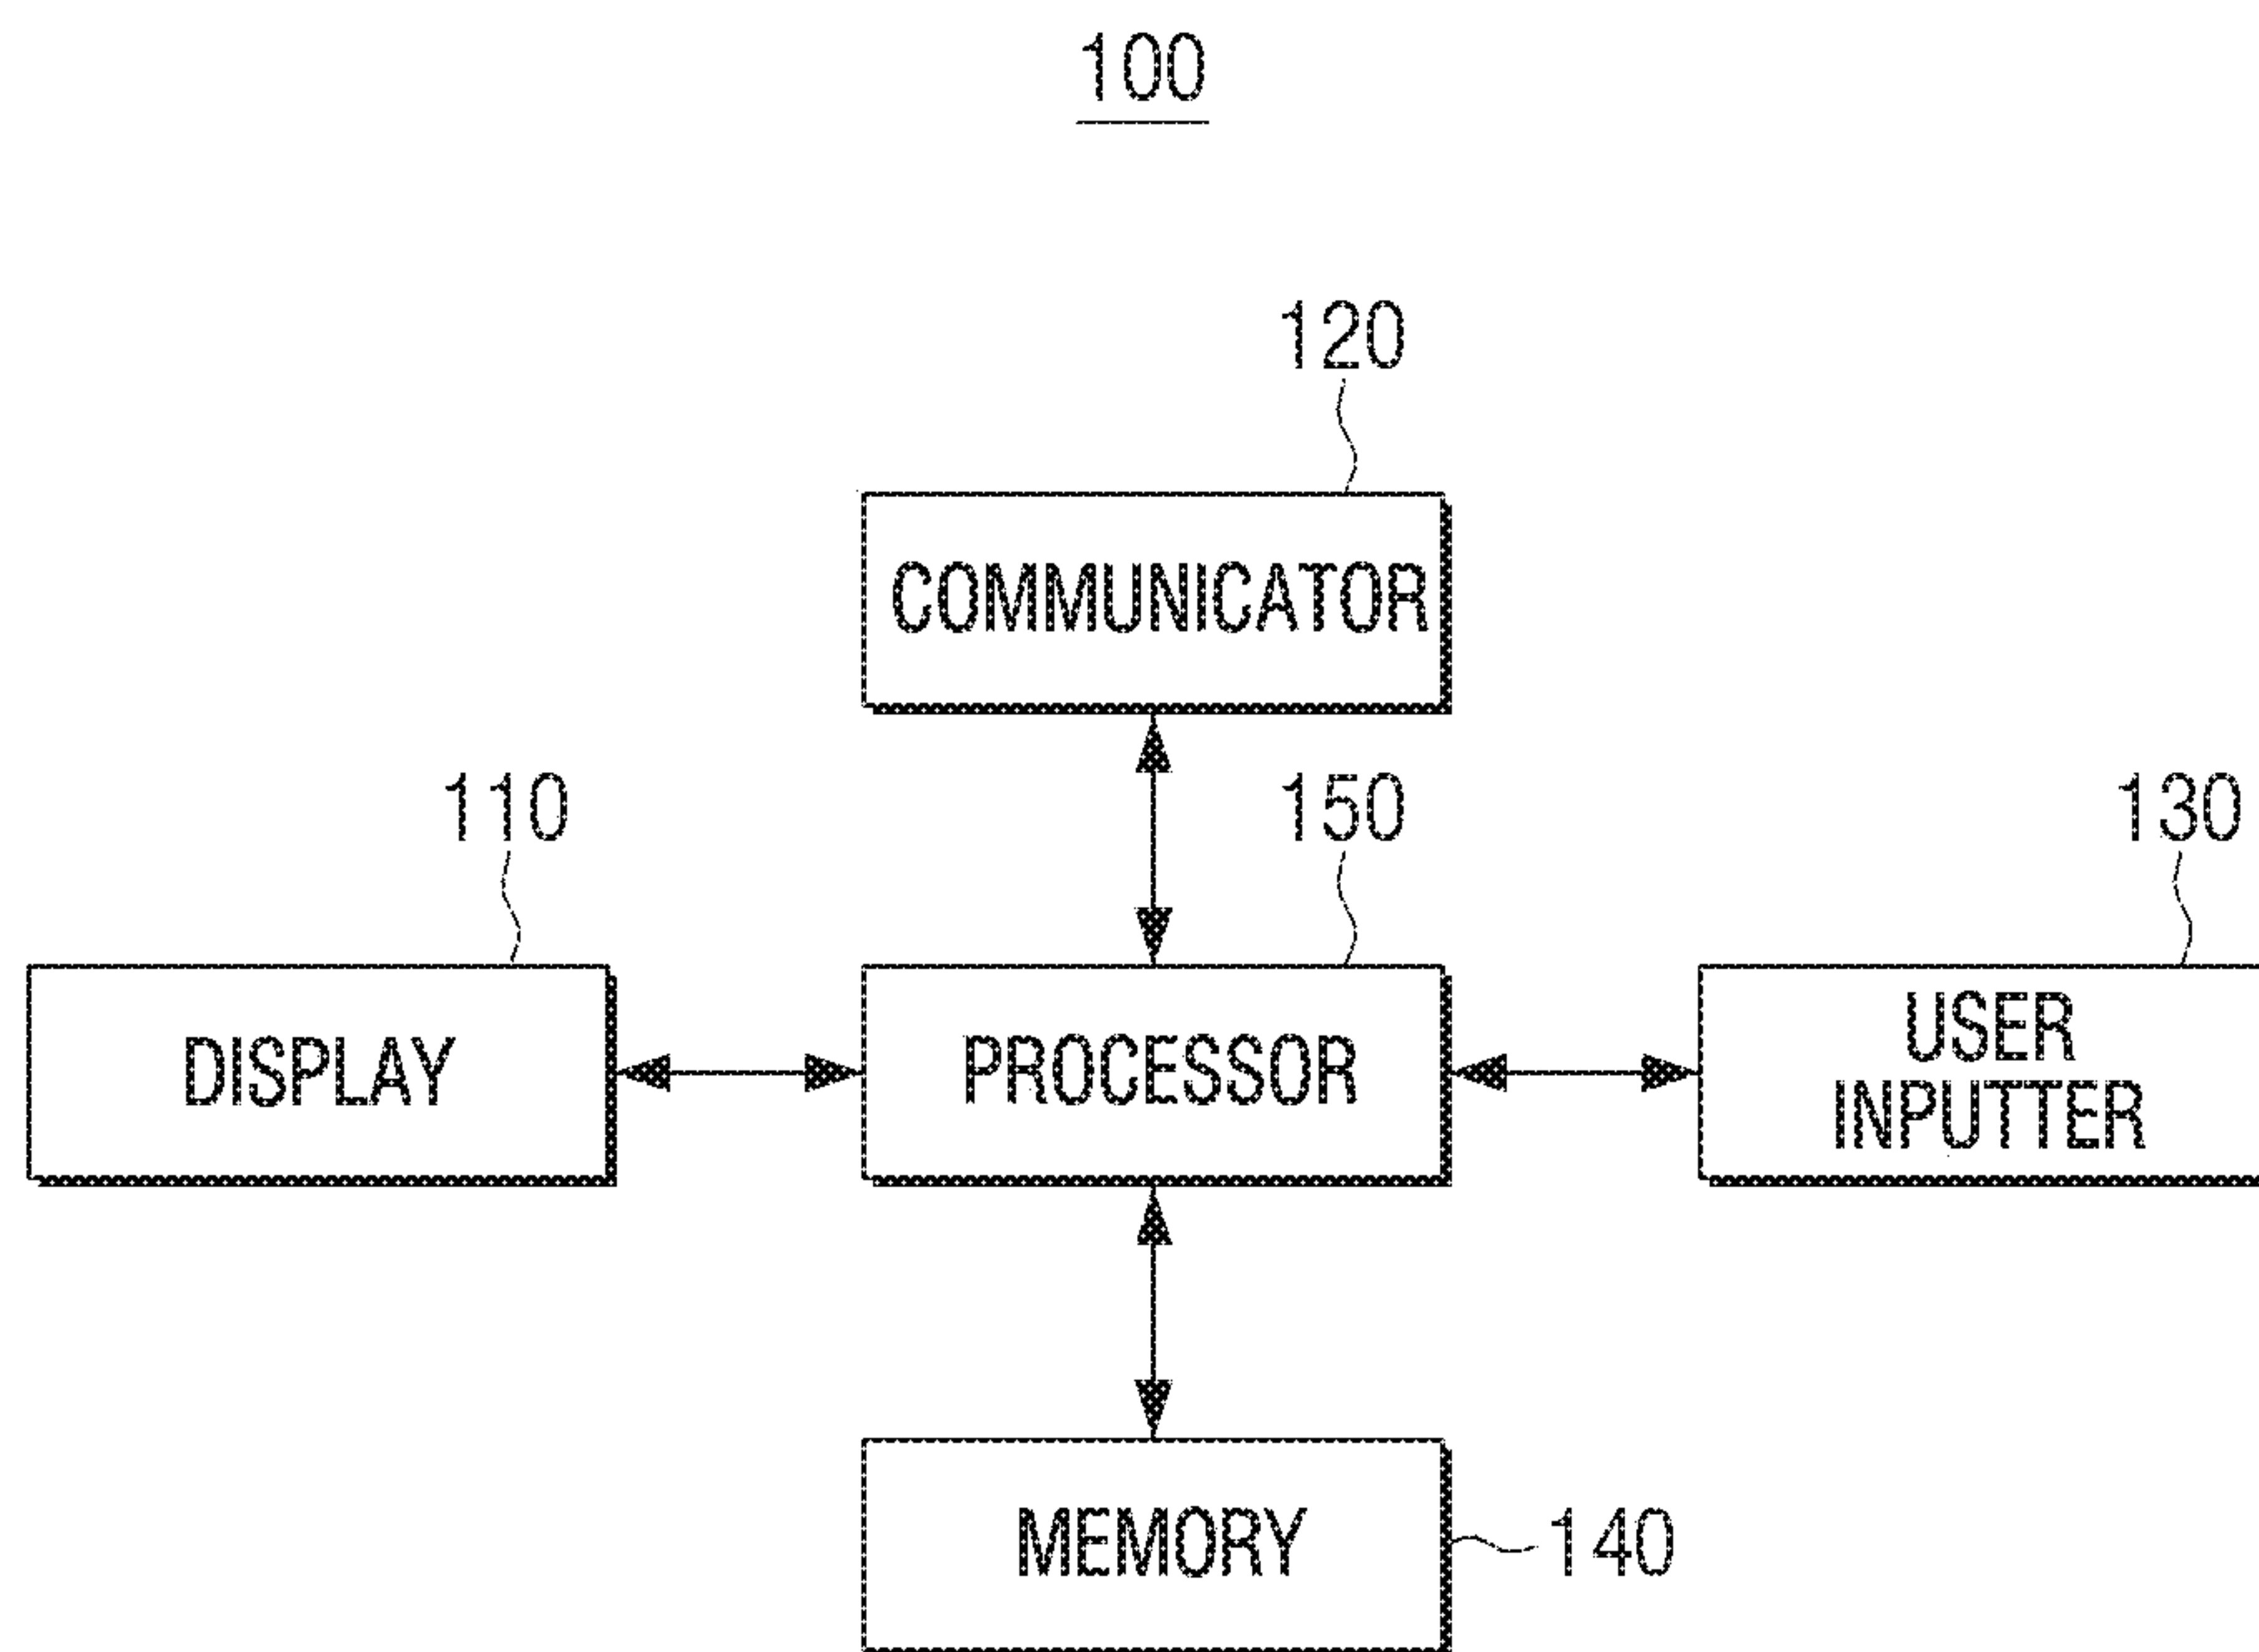 100
120
COMMUNICATOR
110
150
130
DISPLAY
PROCESSOR
USER
INPUTTER
MEMORY
140